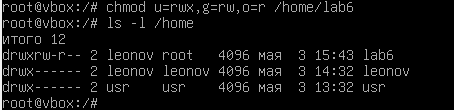 root@vbox:/# chmod u=rwx,g=rw,o=r /home/lab6
root@vbox:/# ls -l /home
итого 12
drwxrw-r-- 2 leonov root   4096 мая  3 15:43 lab6
drwx------ 2 leonov leonov 4096 мая  3 14:32 leonov
drwx------ 2 usr    usr    4096 мая  3 13:32 usr
root@vbox:/#